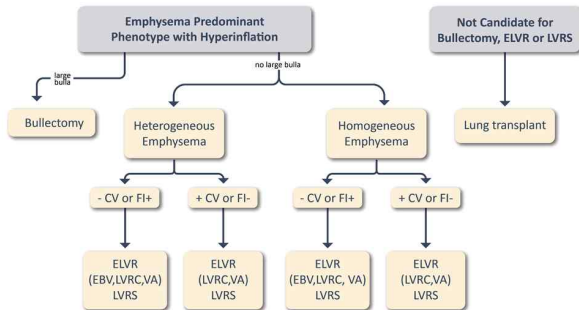 Emphysema Predominant
Phenotype with Hyperinflation
Not Candidate for
Bullectomy, ELVR or LVRS
large
bulla
no large bulla
Bullectomy
Heterogeneous
Emphysema
Homogeneous
Emphysema
Lung transplant
- CV or FI+
+ CV or FI-
- CV or FI+
+ CV or FI-
ELVR
(EBV,LVRC,VA)
LVRS
ELVR
(LVRC,VA)
LVRS
ELVR
(EBV,LVRC, VA)
LVRS
ELVR
(LVRC,VA)
LVRS